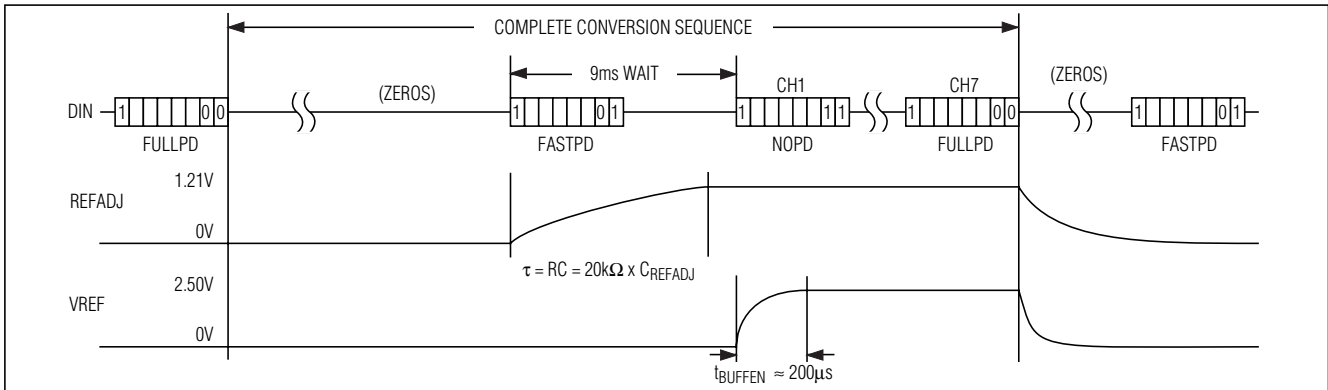 COMPLETE CONVERSION SEQUENCE
9ms WAIT
(ZEROS)
CH1
CH7
(ZEROS)
DIN
1 0 0
1 0 1
1 1 1
1 0 0
1 0 1
FULLPD
FASTPD
NOPD
FULLPD
FASTPD
1.21V
REFADJ
0V
τ = RC = 20kΩ x CREFADJ
2.50V
VREF
0V
tBUFFEN ≈ 200µs